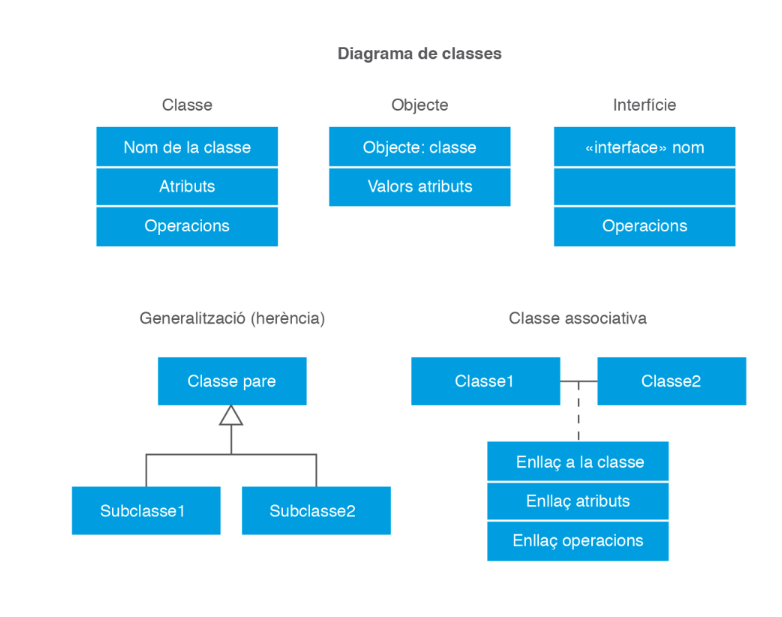 Diagrama de classes
Classe
Objecte
Interfície
Nom de la classe
Atributs
Operacions
Objecte: classe
Valors atributs
«interface» nom
Operacions
Generalització (herència)
Classe associativa
Classe pare
Subclasse1
Subclasse2
Classe1
Classe2
Enllaç a la classe
Enllaç atributs
Enllaç operacions